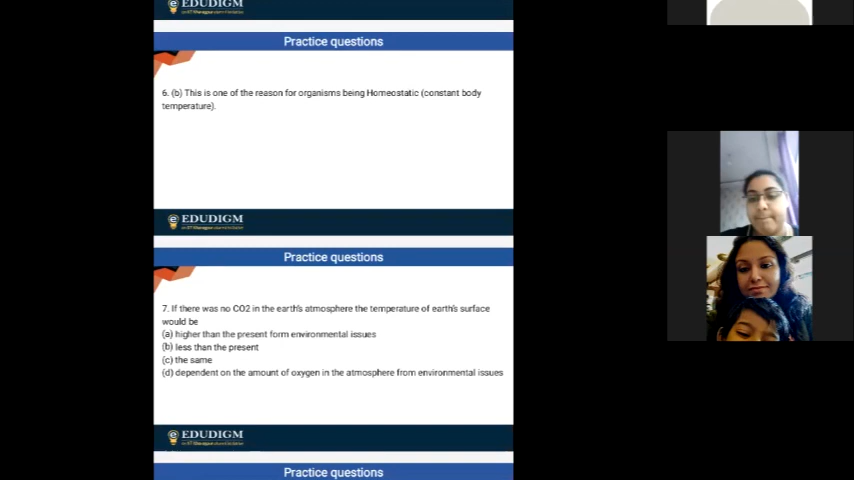 EDUDIGM
Practice questions
6. (b) This is one of the reason for organisms being Homeostatic (constant body
temperature).
EDUDIGM
Practice questions
7. If there was no CO2 in the earth's atmosphere the temperature of earth's surface
would be
(a) higher than the present form environmental issues
(b) less than the present
(c) the same
(d) dependent on the amount of oxygen in the atmosphere from environmental issues
EDUDIGM
Practice questions